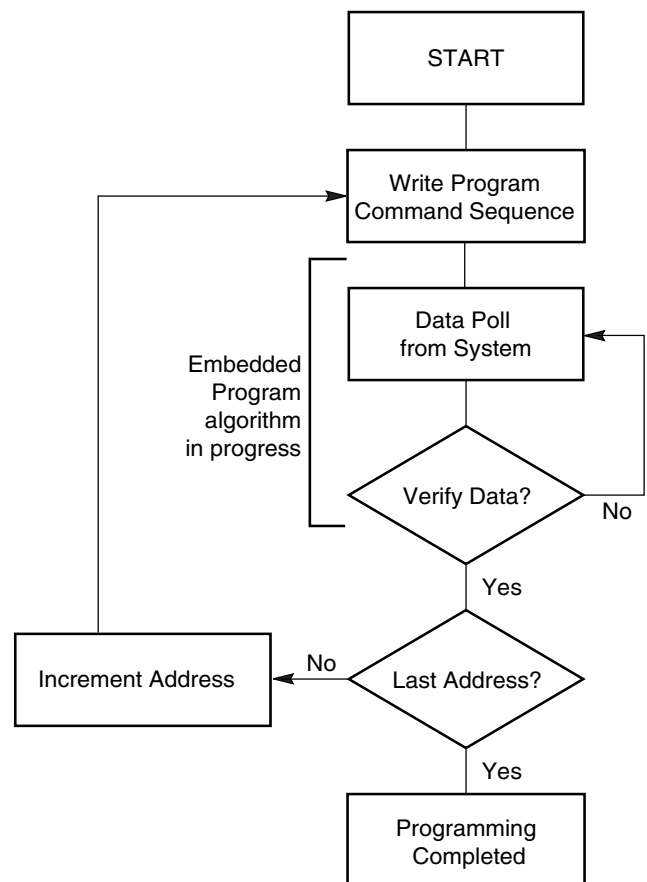 START
Write Program
Command Sequence
Data Poll
from System
Embedded
Program
algorithm
in progress
Verify Data?
No
Yes
No
Increment Address
Last Address?
Yes
Programming
Completed